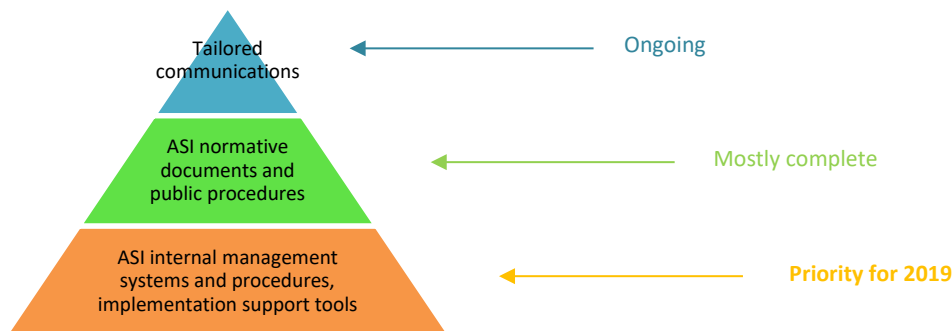 Tailored
communications
Ongoing
ASI normative
documents and
public procedures
Mostly complete
ASI internal management
systems and procedures,
implementation support tools
Priority for 2019